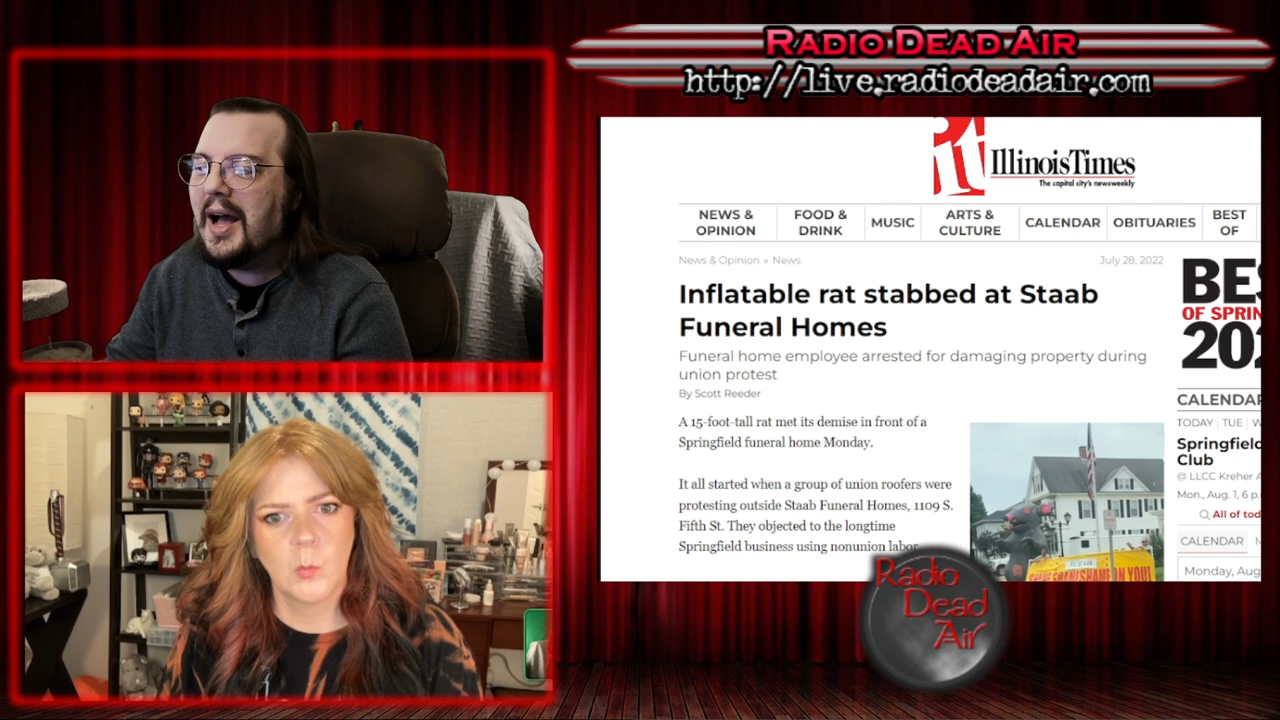 Radio Dead Air
http://live.radiodeadair.com
it IllinoisTimes
The capital city's newsweekly
NEWS & OPINION
FOOD & DRINK
MUSIC
ARTS & CULTURE
CALENDAR
OBITUARIES
BEST OF
News & Opinion » News
July 28, 2022
Inflatable rat stabbed at Staab
Funeral Homes
Funeral home employee arrested for damaging property during
union protest
By Scott Reeder
A 15-foot-tall rat met its demise in front of a
Springfield funeral home Monday.
It all started when a group of union roofers were
protesting outside Staab Funeral Homes, 1109 S.
Fifth St. They objected to the longtime
Springfield business using nonunion labor.
BES
OF SPRIN
202
CALENDAR
TODAY | TUE | W
Springfield
Club
@ LLCC Kreher A
Mon., Aug. 1, 6 p.
All of tod
CALENDAR
Monday, Aug
Radio
Dead
Air